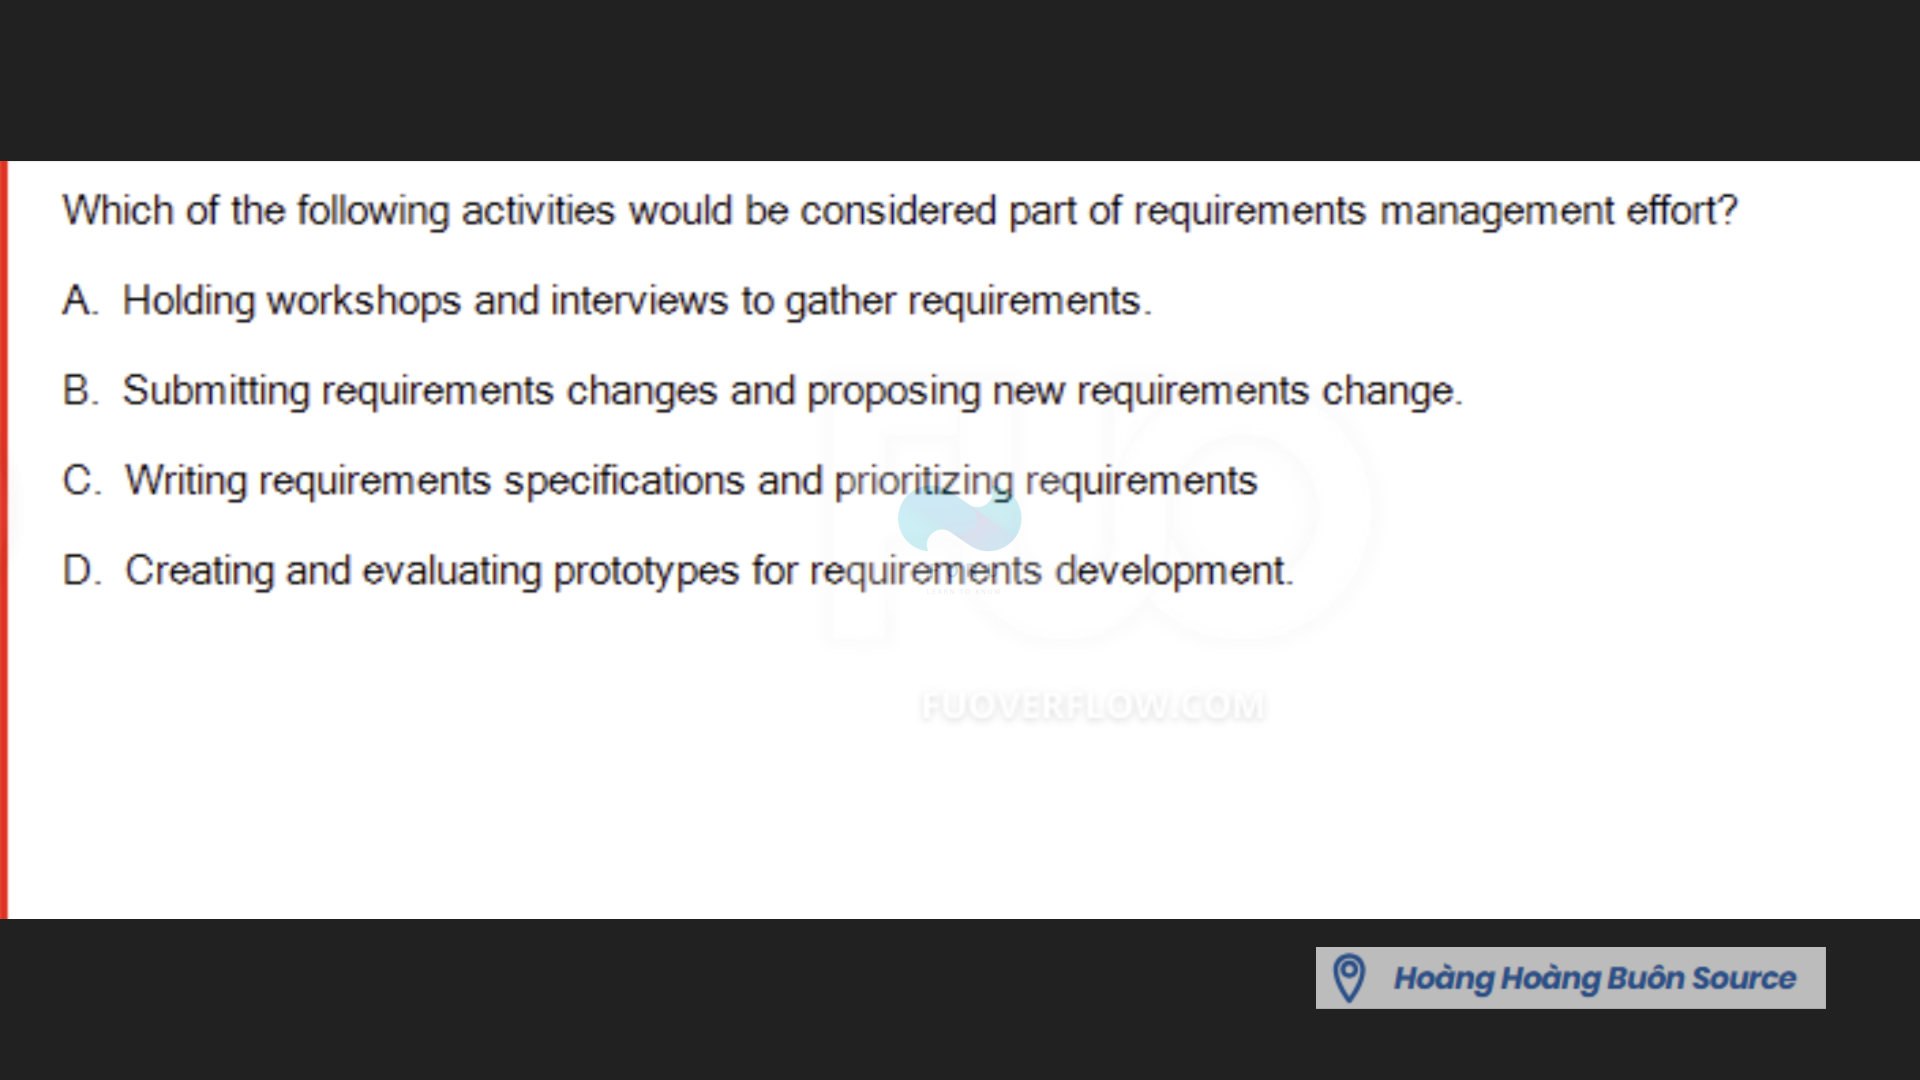 Which of the following activities would be considered part of requirements management effort?
A. Holding workshops and interviews to gather requirements.
B. Submitting requirements changes and proposing new requirements change.
C. Writing requirements specifications and prioritizing requirements
D. Creating and evaluating prototypes for requirements development.
FUO
FUOVERFLOW.COM
Hoàng Hoàng Buôn Source